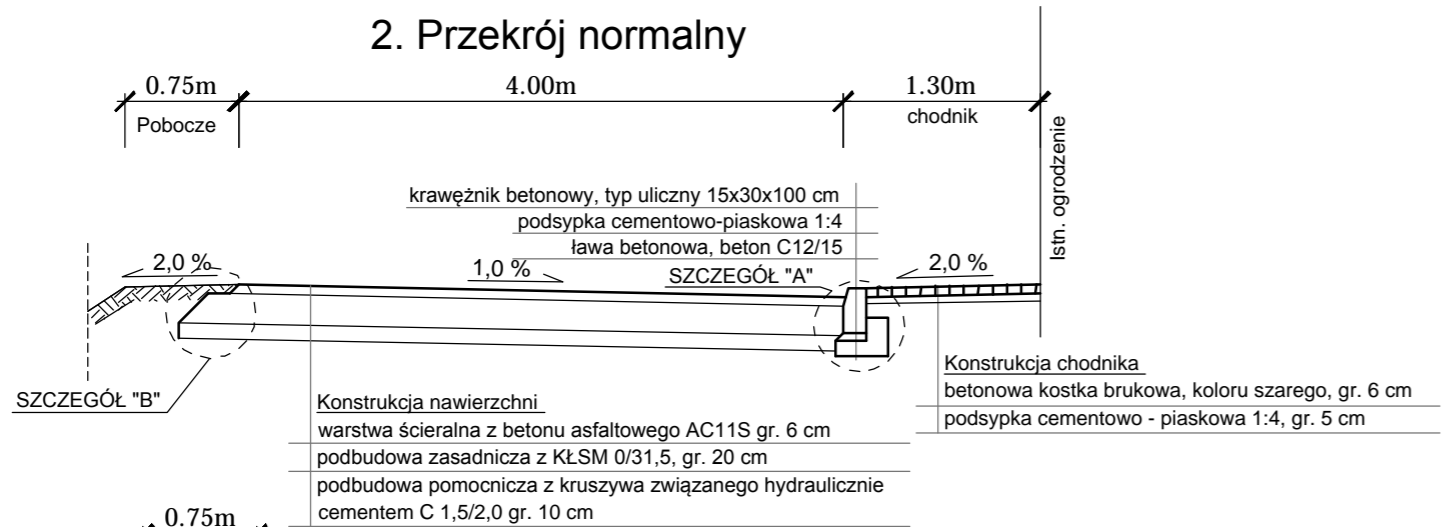 2. Przekrój normalny
0.75m
4.00m
1.30m
Pobocze
chodnik
Istn. ogrodzenie
krawężnik betonowy, typ uliczny 15x30x100 cm
podsypka cementowo-piaskowa 1:4
ława betonowa, beton C12/15
2,0 %
1,0 %
SZCZEGÓŁ "A"
2,0 %
SZCZEGÓŁ "B"
Konstrukcja nawierzchni
warstwa ścieralna z betonu asfaltowego AC11S gr. 6 cm
podbudowa zasadnicza z KŁSM 0/31,5, gr. 20 cm
podbudowa pomocnicza z kruszywa związanego hydraulicznie
cementem C 1,5/2,0 gr. 10 cm
Konstrukcja chodnika
betonowa kostka brukowa, koloru szarego, gr. 6 cm
podsypka cementowo - piaskowa 1:4, gr. 5 cm
0.75m